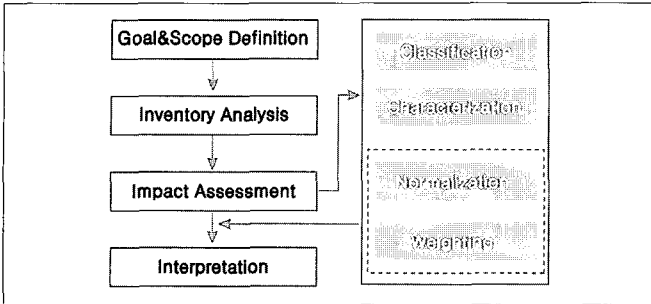 Goal&Scope Definition
Inventory Analysis
Impact Assessment
Interpretation
Classification
Characterization
Normalization
Weighting